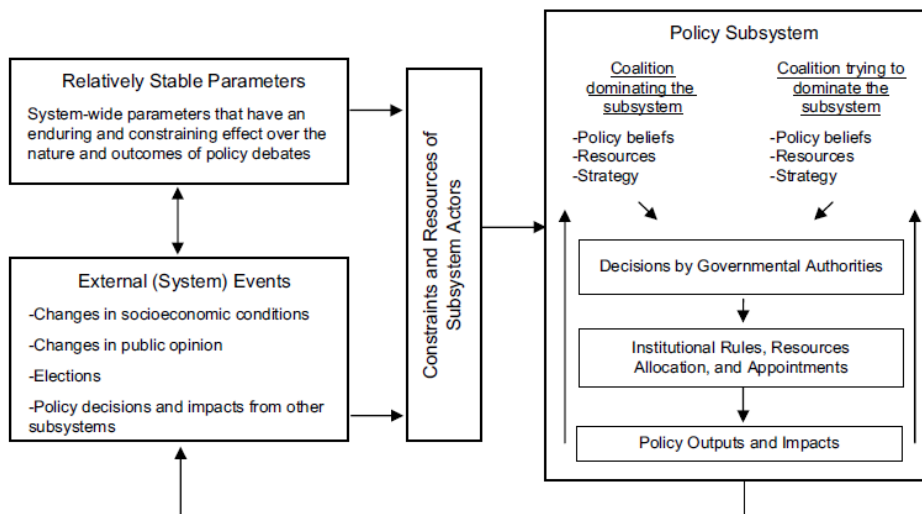 Relatively Stable Parameters
System-wide parameters that have an
enduring and constraining effect over the
nature and outcomes of policy debates
External (System) Events
-Changes in socioeconomic conditions
-Changes in public opinion
-Elections
-Policy decisions and impacts from other
subsystems
Constraints and Resources of
Subsystem Actors
Policy Subsystem
Coalition
dominating the
subsystem
-Policy beliefs
-Resources
-Strategy
Coalition trying to
dominate the
subsystem
-Policy beliefs
-Resources
-Strategy
Decisions by Governmental Authorities
Institutional Rules, Resources
Allocation, and Appointments
Policy Outputs and Impacts